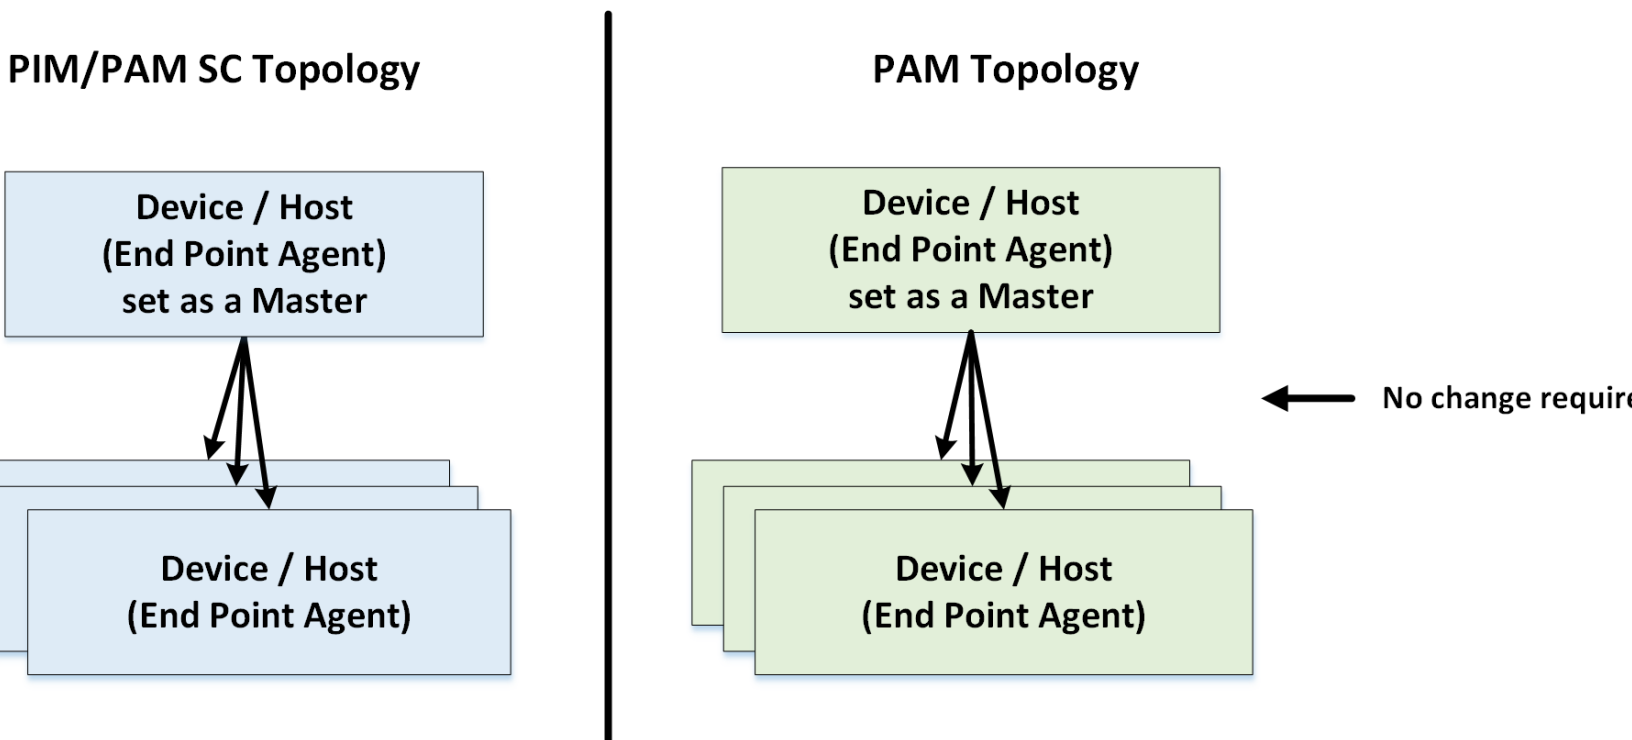 PIM/PAM SC Topology
PAM Topology
Device / Host
(End Point Agent)
set as a Master
Device / Host
(End Point Agent)
set as a Master
No change
Device / Host
(End Point Agent)
Device / Host
(End Point Agent)